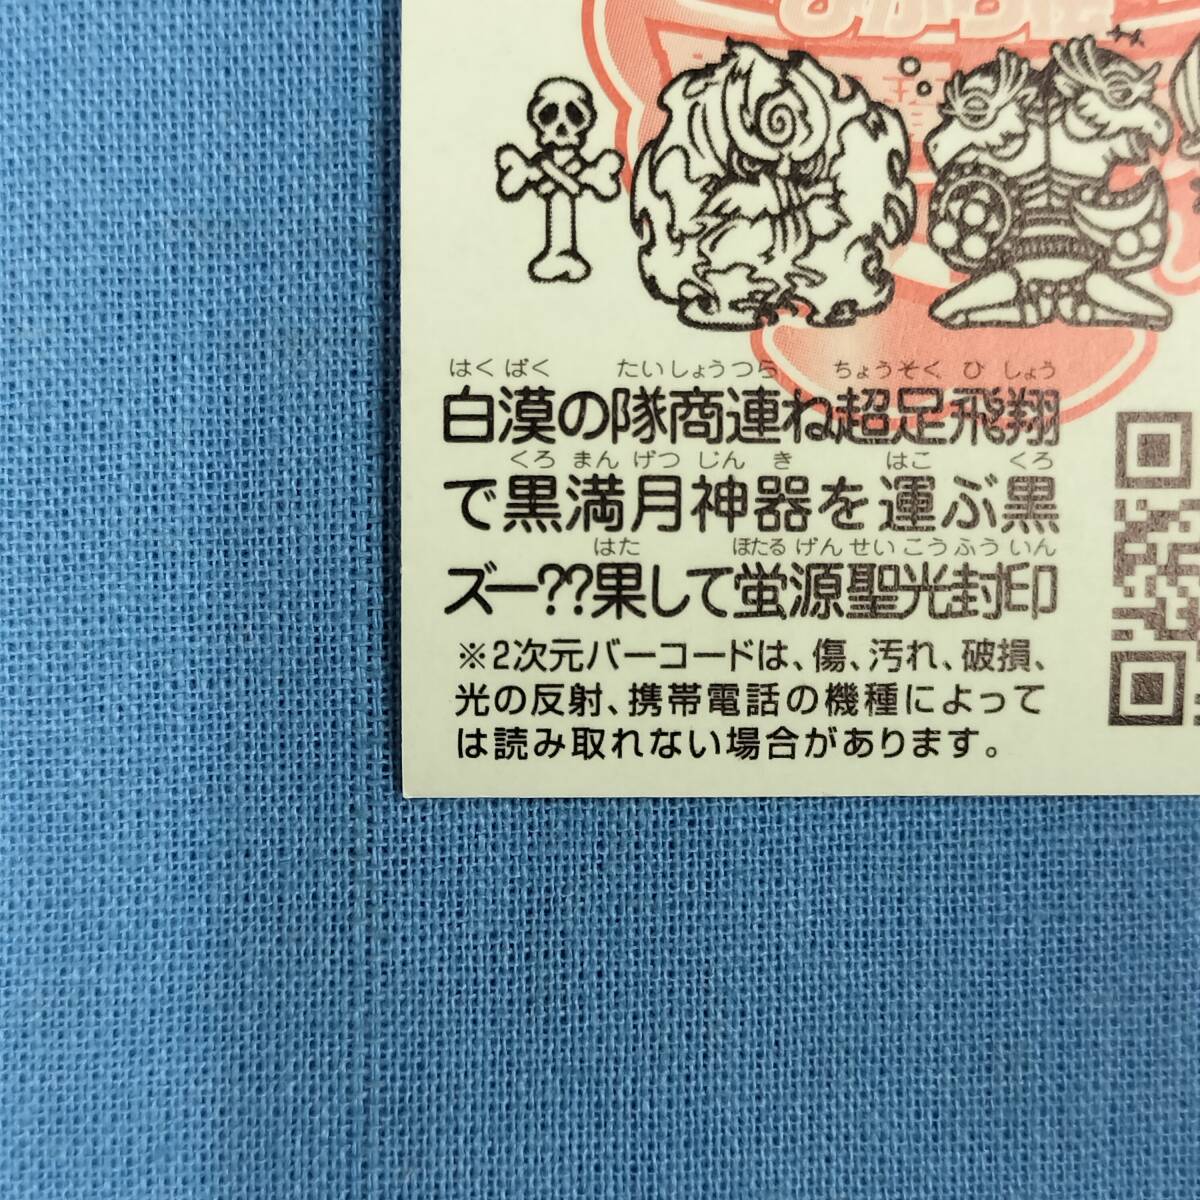 はくばく たいしょうつら ちょうそく ひしょう
白漠の隊商連ね超足飛翔
くろまんげつじんき はこ くろ
で黒満月神器を運ぶ黒
はた ほたるげんせいこうふういん
ズー??果して蛍源聖光封印
※2次元バーコードは、傷、汚れ、破損、
光の反射、携帯電話の機種によって
は読み取れない場合があります。